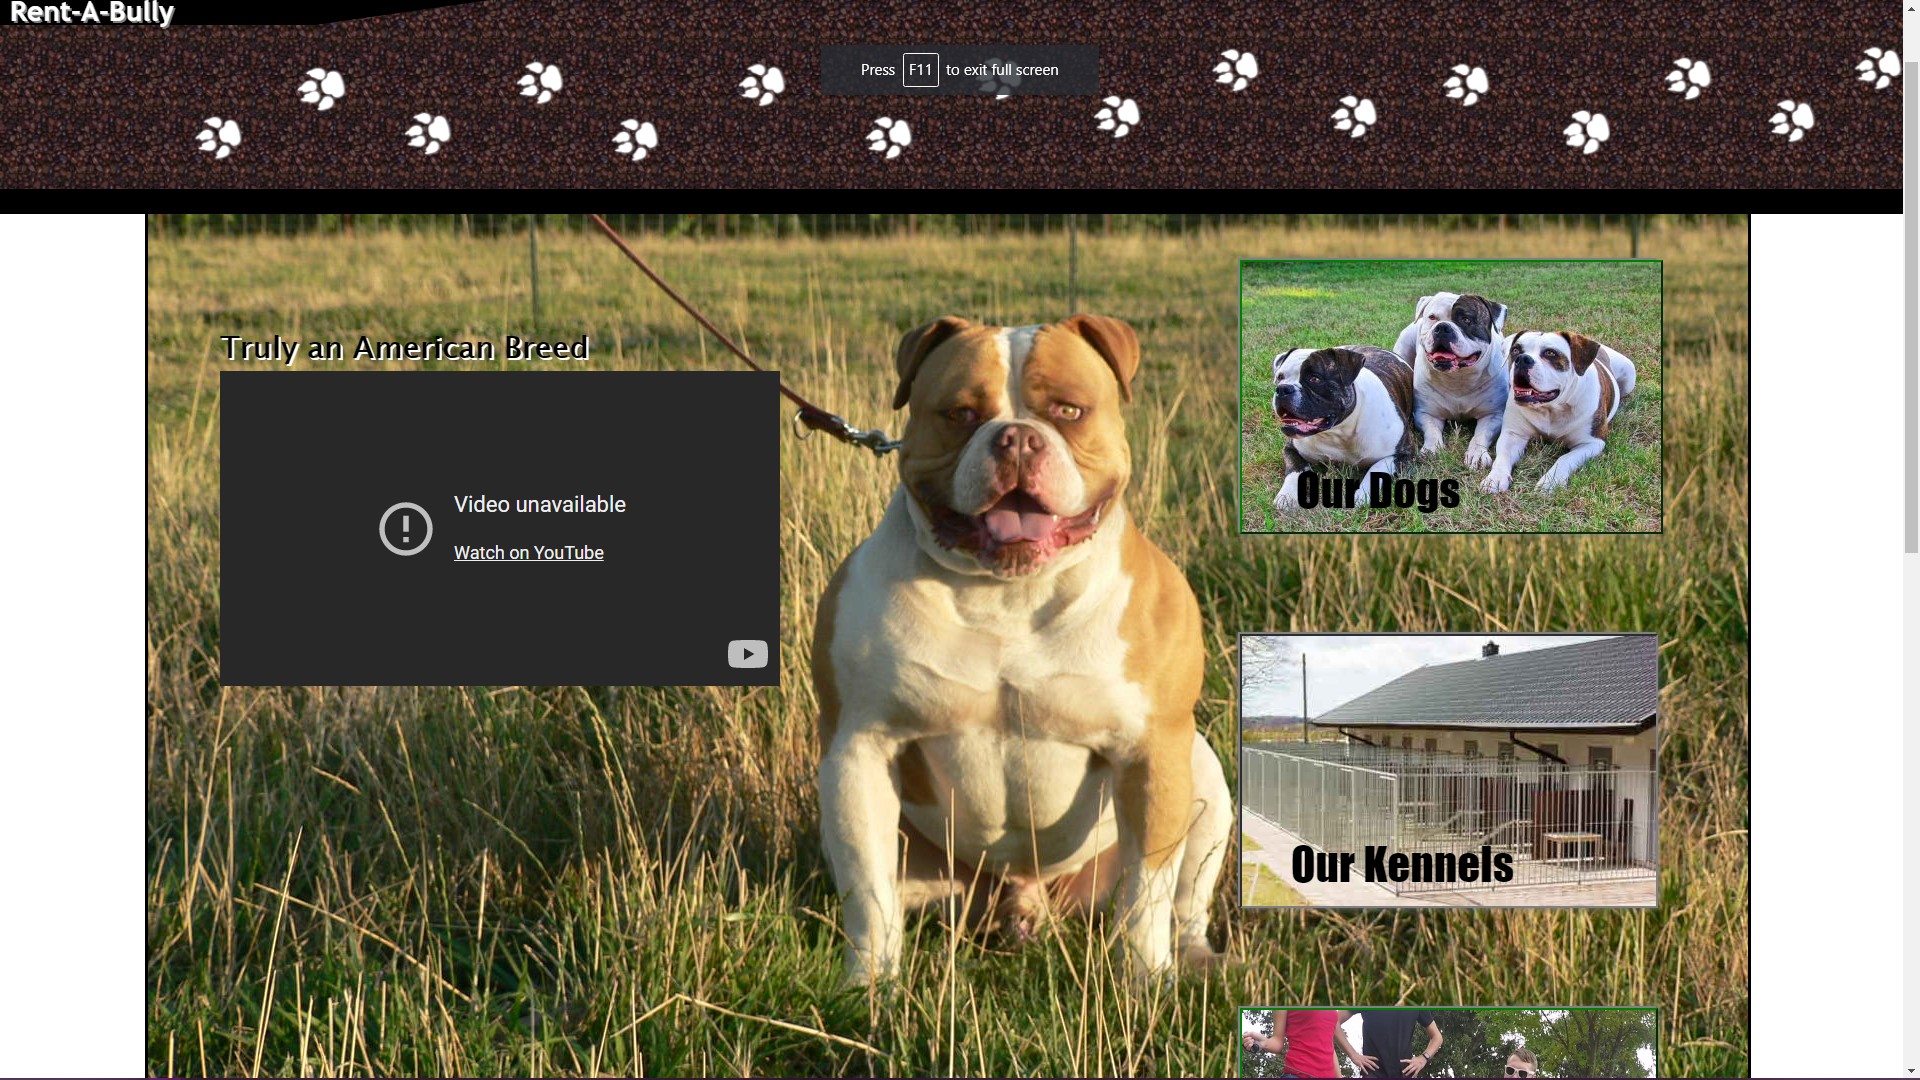 Rent-A-Bully
Press F11 to exit full screen
Truly an American Breed
Video unavailable
Watch on YouTube
Our Dogs
Our Kennels